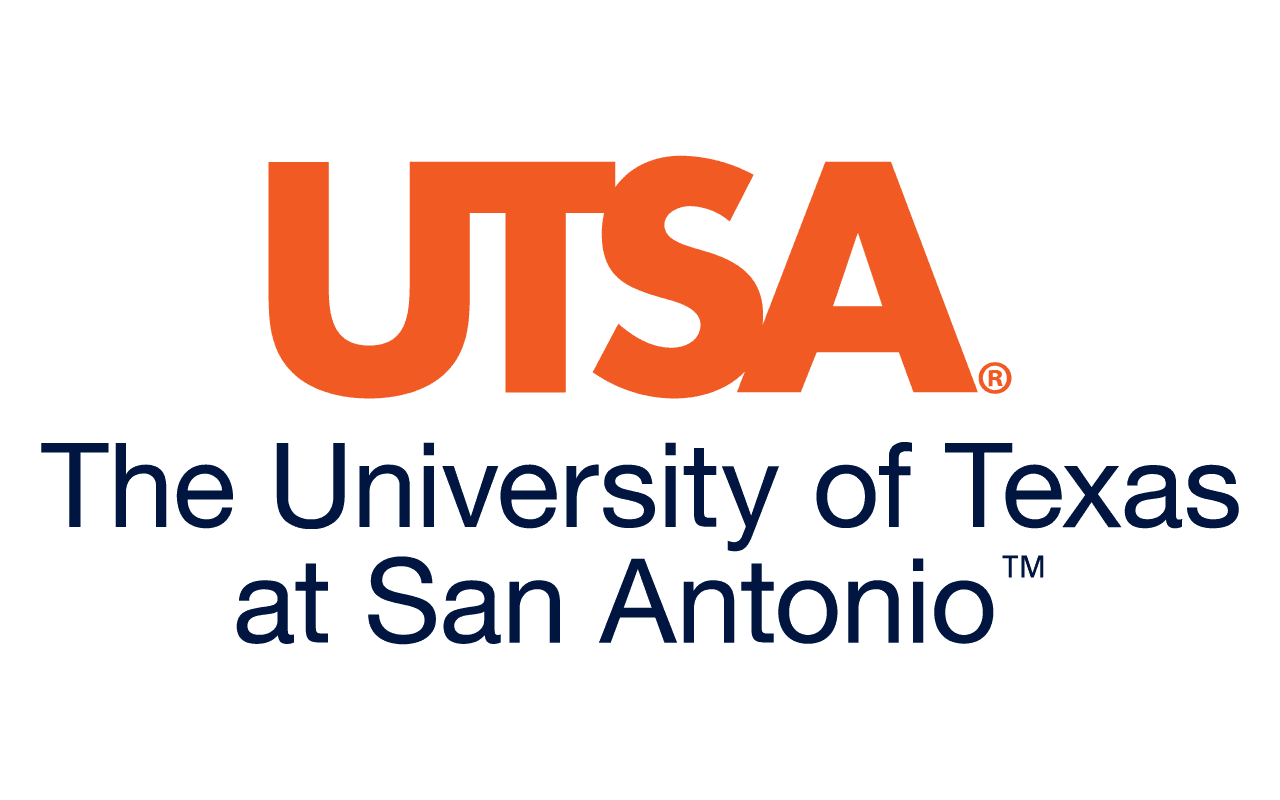 UTSA®
The University of Texas
at San Antonio™